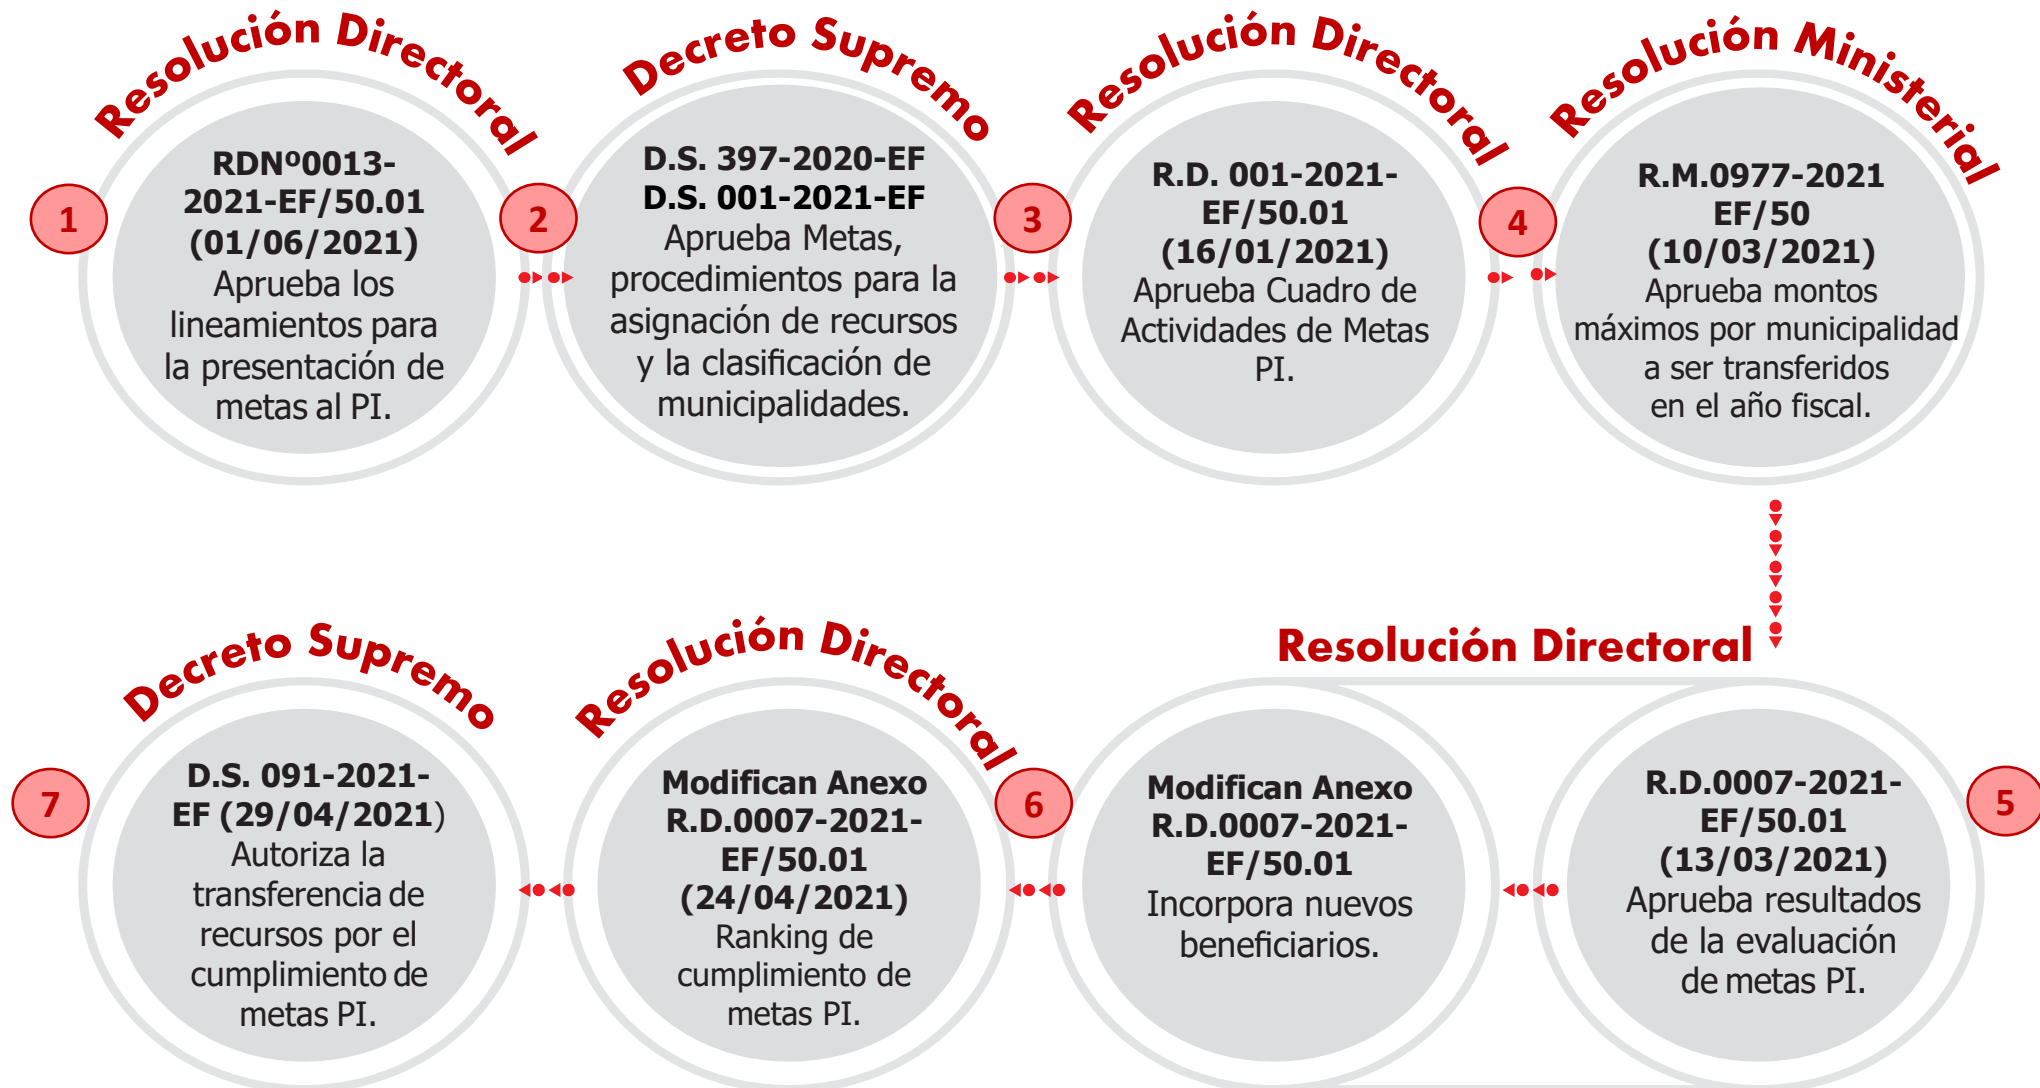 Resolución Directoral
1
RDNº0013-
2021-EF/50.01
(01/06/2021)
Aprueba los
lineamientos para
la presentación de
metas al PI.
Decreto Supremo
2
D.S. 397-2020-EF
D.S. 001-2021-EF
Aprueba Metas,
procedimientos para la
asignación de recursos
y la clasificación de
municipalidades.
Resolución Directoral
3
R.D. 001-2021-
EF/50.01
(16/01/2021)
Aprueba Cuadro de
Actividades de Metas
PI.
Resolución Ministerial
4
R.M.0977-2021
EF/50
(10/03/2021)
Aprueba montos
máximos por municipalidad
a ser transferidos
en el año fiscal.
Resolución Directoral
5
R.D.0007-2021-
EF/50.01
(13/03/2021)
Aprueba resultados
de la evaluación
de metas PI.
Modifican Anexo
R.D.0007-2021-
EF/50.01
Incorpora nuevos
beneficiarios.
Resolución Directoral
6
Modifican Anexo
R.D.0007-2021-
EF/50.01
(24/04/2021)
Ranking de
cumplimiento de
metas PI.
Decreto Supremo
7
D.S. 091-2021-
EF (29/04/2021)
Autoriza la
transferencia de
recursos por el
cumplimiento de
metas PI.